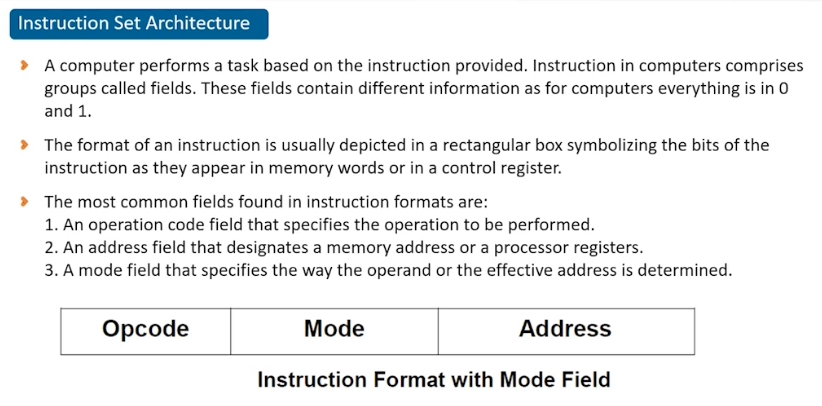 Instruction Set Architecture
A computer performs a task based on the instruction provided. Instruction in computers comprises
groups called fields. These fields contain different information as for computers everything is in 0
and 1.
The format of an instruction is usually depicted in a rectangular box symbolizing the bits of the
instruction as they appear in memory words or in a control register.
The most common fields found in instruction formats are:
1. An operation code field that specifies the operation to be performed.
2. An address field that designates a memory address or a processor registers.
3. A mode field that specifies the way the operand or the effective address is determined.
Opcode Mode Address
Instruction Format with Mode Field